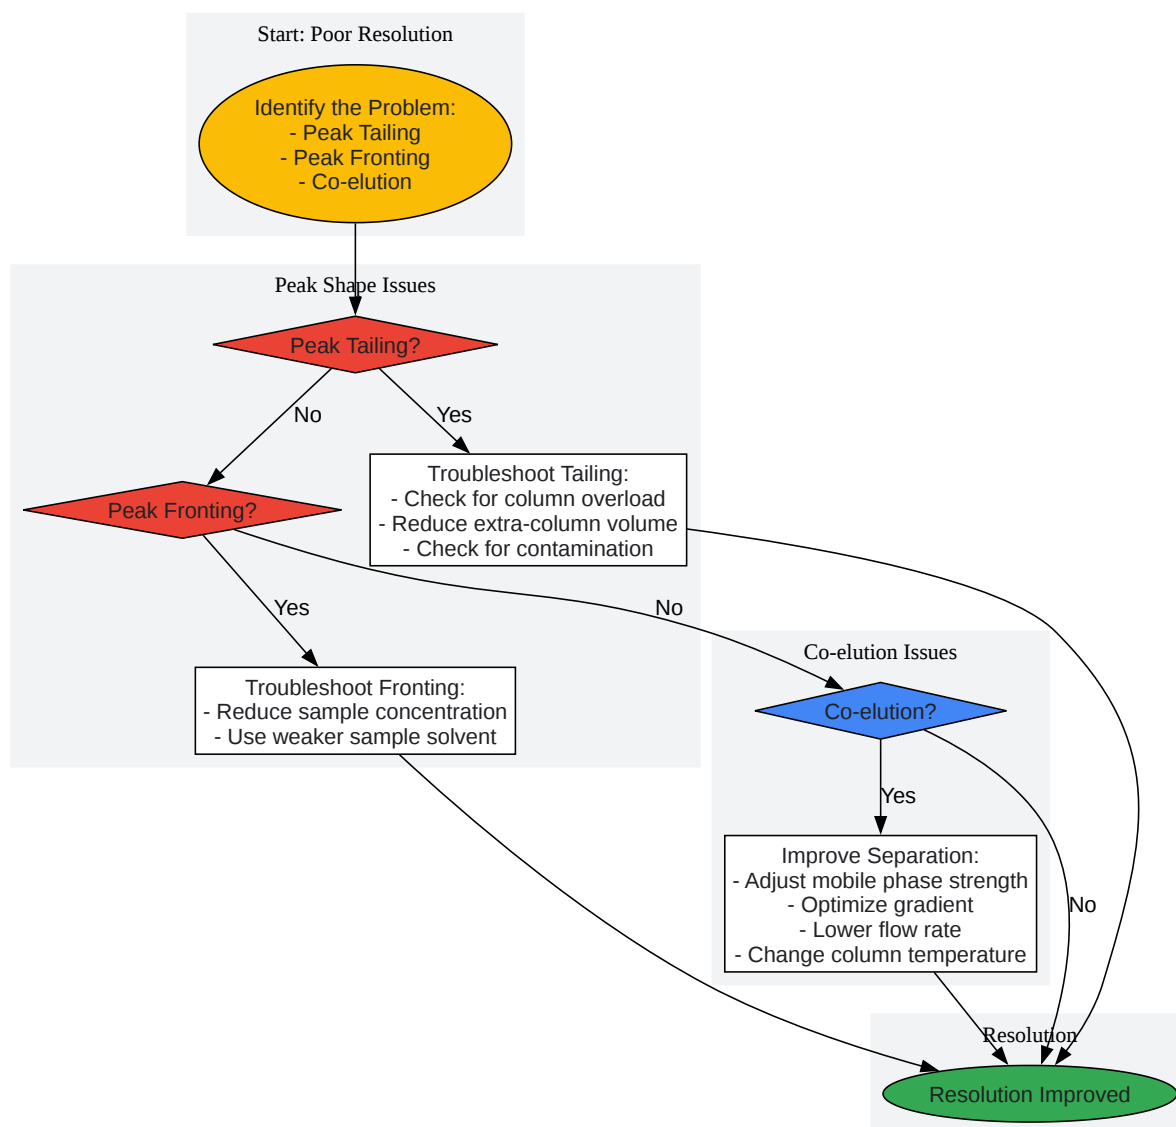 Start: Poor Resolution
Identify the Problem:
- Peak Tailing
- Peak Fronting
- Co-elution
Peak Shape Issues
Peak Tailing?
No
Yes
Troubleshoot Tailing:
- Check for column overload
- Reduce extra-column volume
- Check for contamination
Peak Fronting?
Yes
No
Troubleshoot Fronting:
- Reduce sample concentration
- Use weaker sample solvent
Co-elution Issues
Co-elution?
Yes
No
Improve Separation:
- Adjust mobile phase strength
- Optimize gradient
- Lower flow rate
- Change column temperature
Resolution
Resolution Improved